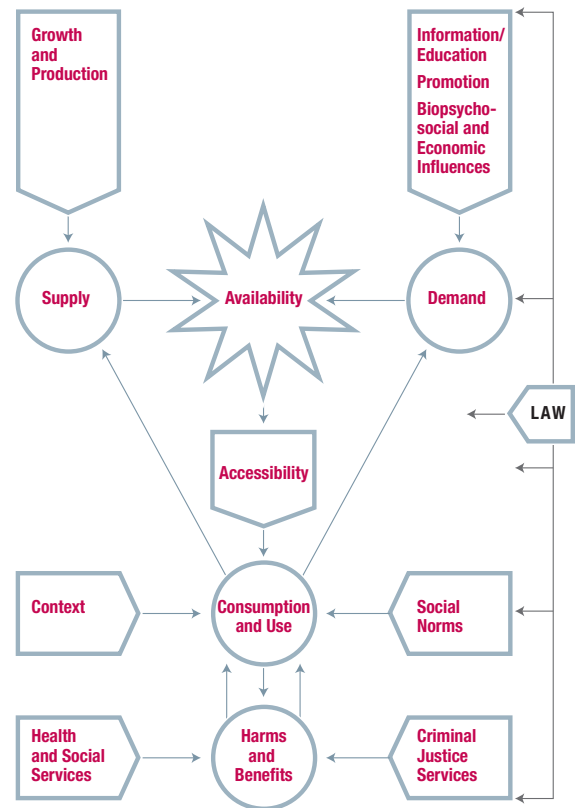 Growth
and
Production
Information/
Education
Promotion
Biopsycho-
social and
Economic
Influences
Supply
Availability
Demand
LAW
Accessibility
Context
Consumption
and Use
Social
Norms
Health
and Social
Services
Harms
and
Benefits
Criminal
Justice
Services